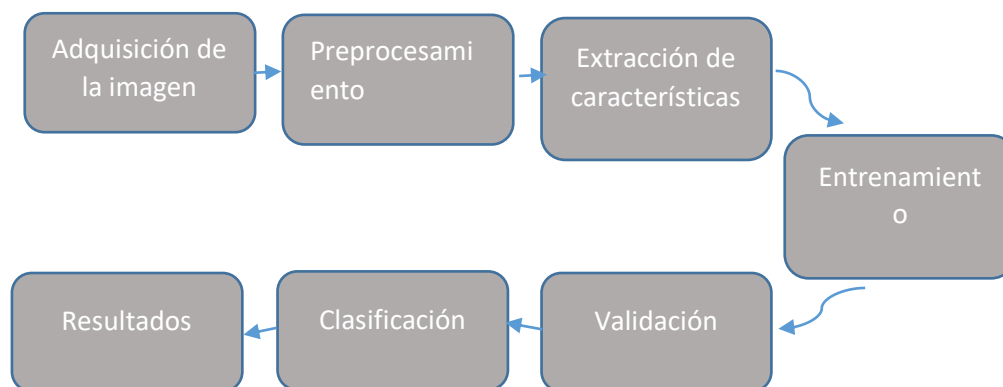 Adquisición de
la imagen
Preprocesami
ento
Extracción de
características
Entrenamient
o
Validación
Clasificación
Resultados